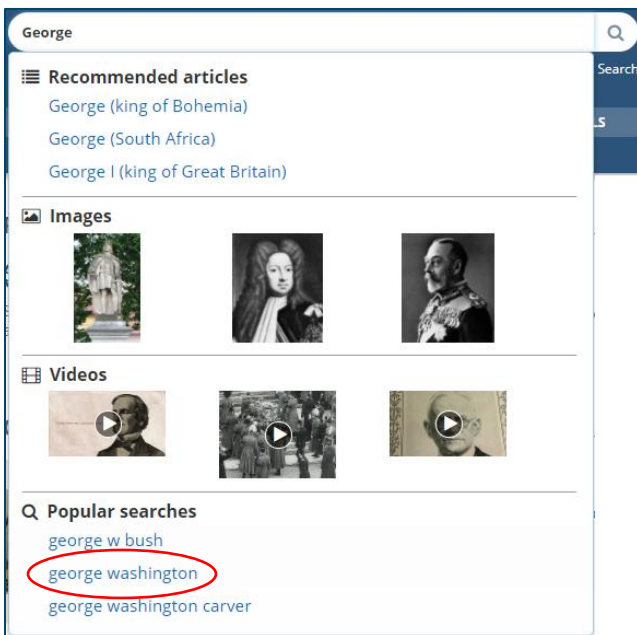 George
Search
Recommended articles
George (king of Bohemia)
LS
George (South Africa)
George I (king of Great Britain)
Images
Videos
Popular searches
george w bush
george washington
george washington carver